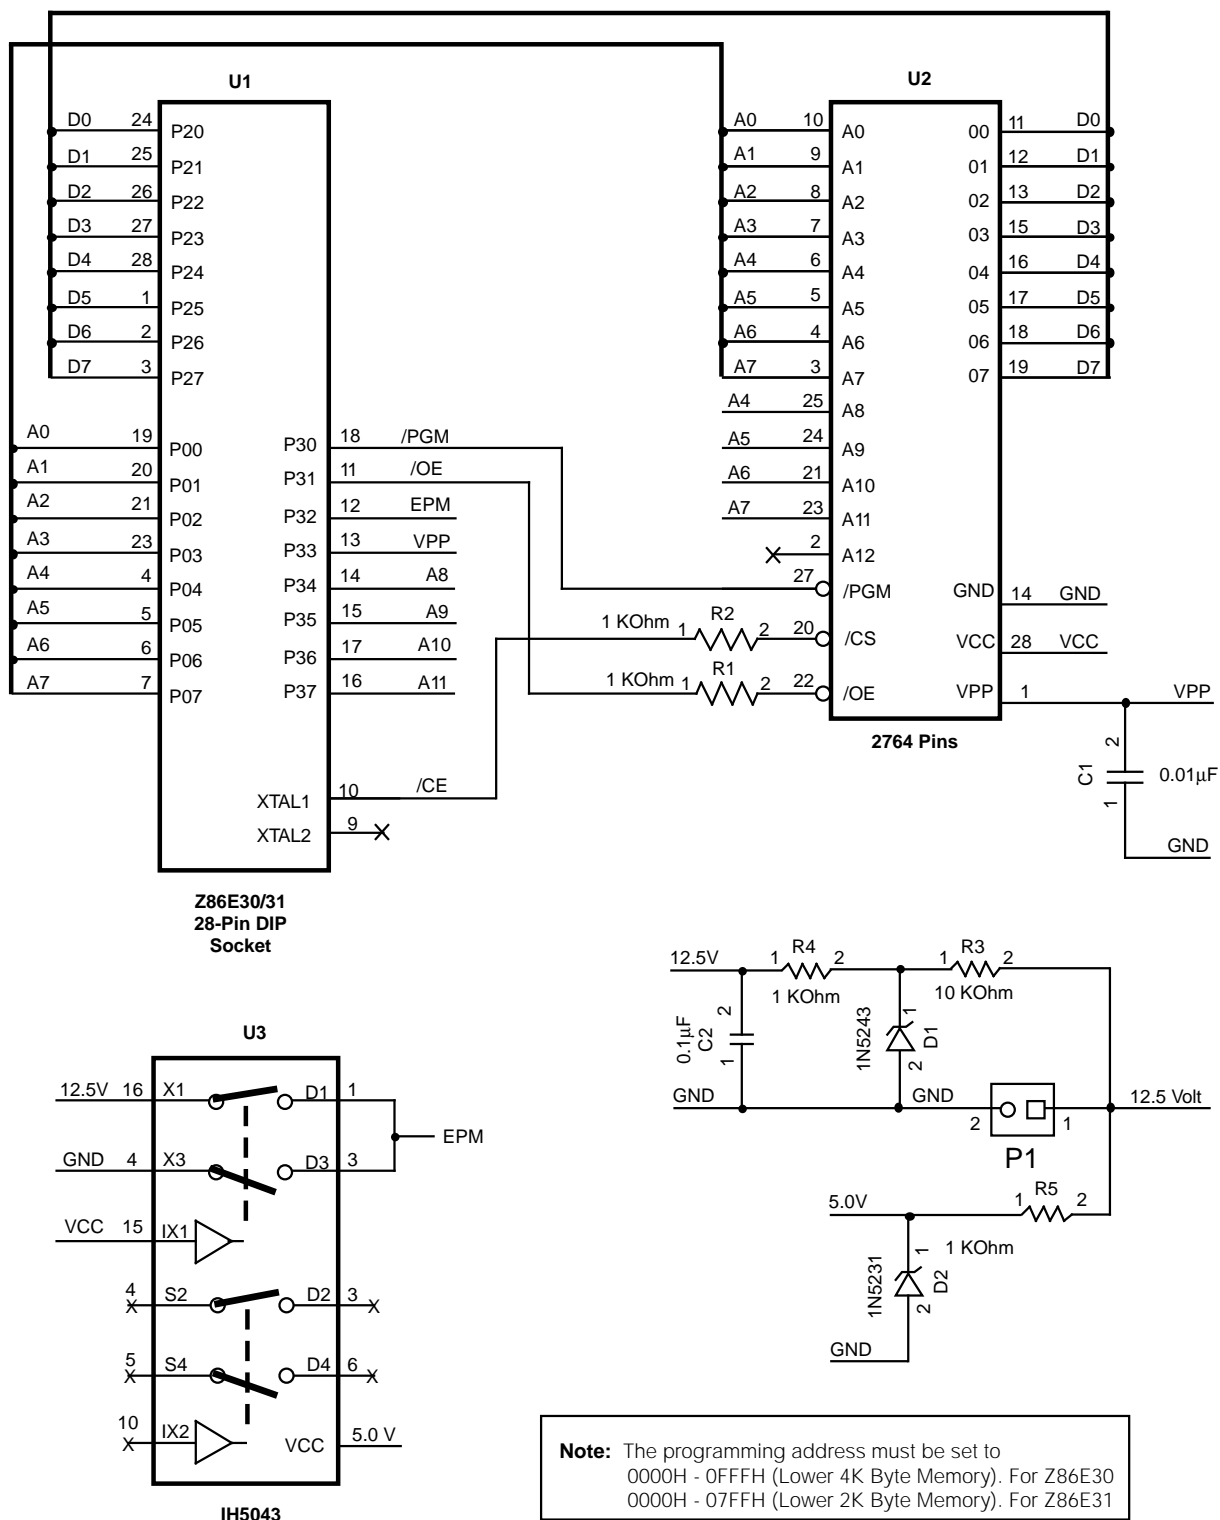 U1
D0 24 P20
D1 25 P21
D2 26 P22
D3 27 P23
D4 28 P24
D5 1 P25
D6 2 P26
D7 3 P27
A0 19 P00
A1 20 P01
A2 21 P02
A3 23 P03
A4 4 P04
A5 5 P05
A6 6 P06
A7 7 P07
P30 18 /PGM
P31 11 /OE
P32 12 EPM
P33 13 VPP
P34 14 A8
P35 15 A9
P36 17 A10
P37 16 A11
XTAL1 10 /CE
XTAL2 9
Z86E30/31
28-Pin DIP
Socket
U2
A0 10 A0
A1 9 A1
A2 8 A2
A3 7 A3
A4 6 A4
A5 5 A5
A6 4 A6
A7 3 A7
A4 25 A8
A5 24 A9
A6 21 A10
A7 23 A11
2 A12
27 /PGM
1 KOhm 1 R2 2 20 /CS
1 KOhm 1 R1 2 22 /OE
00 11 D0
01 12 D1
02 13 D2
03 15 D3
04 16 D4
05 17 D5
06 18 D6
07 19 D7
GND 14 GND
VCC 28 VCC
VPP 1 VPP
2764 Pins
2
C1 0.01µF
1
GND
12.5V 1 R4 2 1 R3 2
1 KOhm 10 KOhm
0.1µF C2 2 1
1N5243 D1 1 2
GND GND 2 1 12.5 Volt
P1
5.0V 1 R5 2
1 KOhm
1N5231 D2 1 2
GND
U3
12.5V 16 X1 D1 1
EPM
GND 4 X3 D3 3
VCC 15 IX1
4 S2 D2 3
5 S4 D4 6
10 IX2
VCC 5.0 V
IH5043
Note: The programming address must be set to
0000H - 0FFFH (Lower 4K Byte Memory). For Z86E30
0000H - 07FFH (Lower 2K Byte Memory). For Z86E31